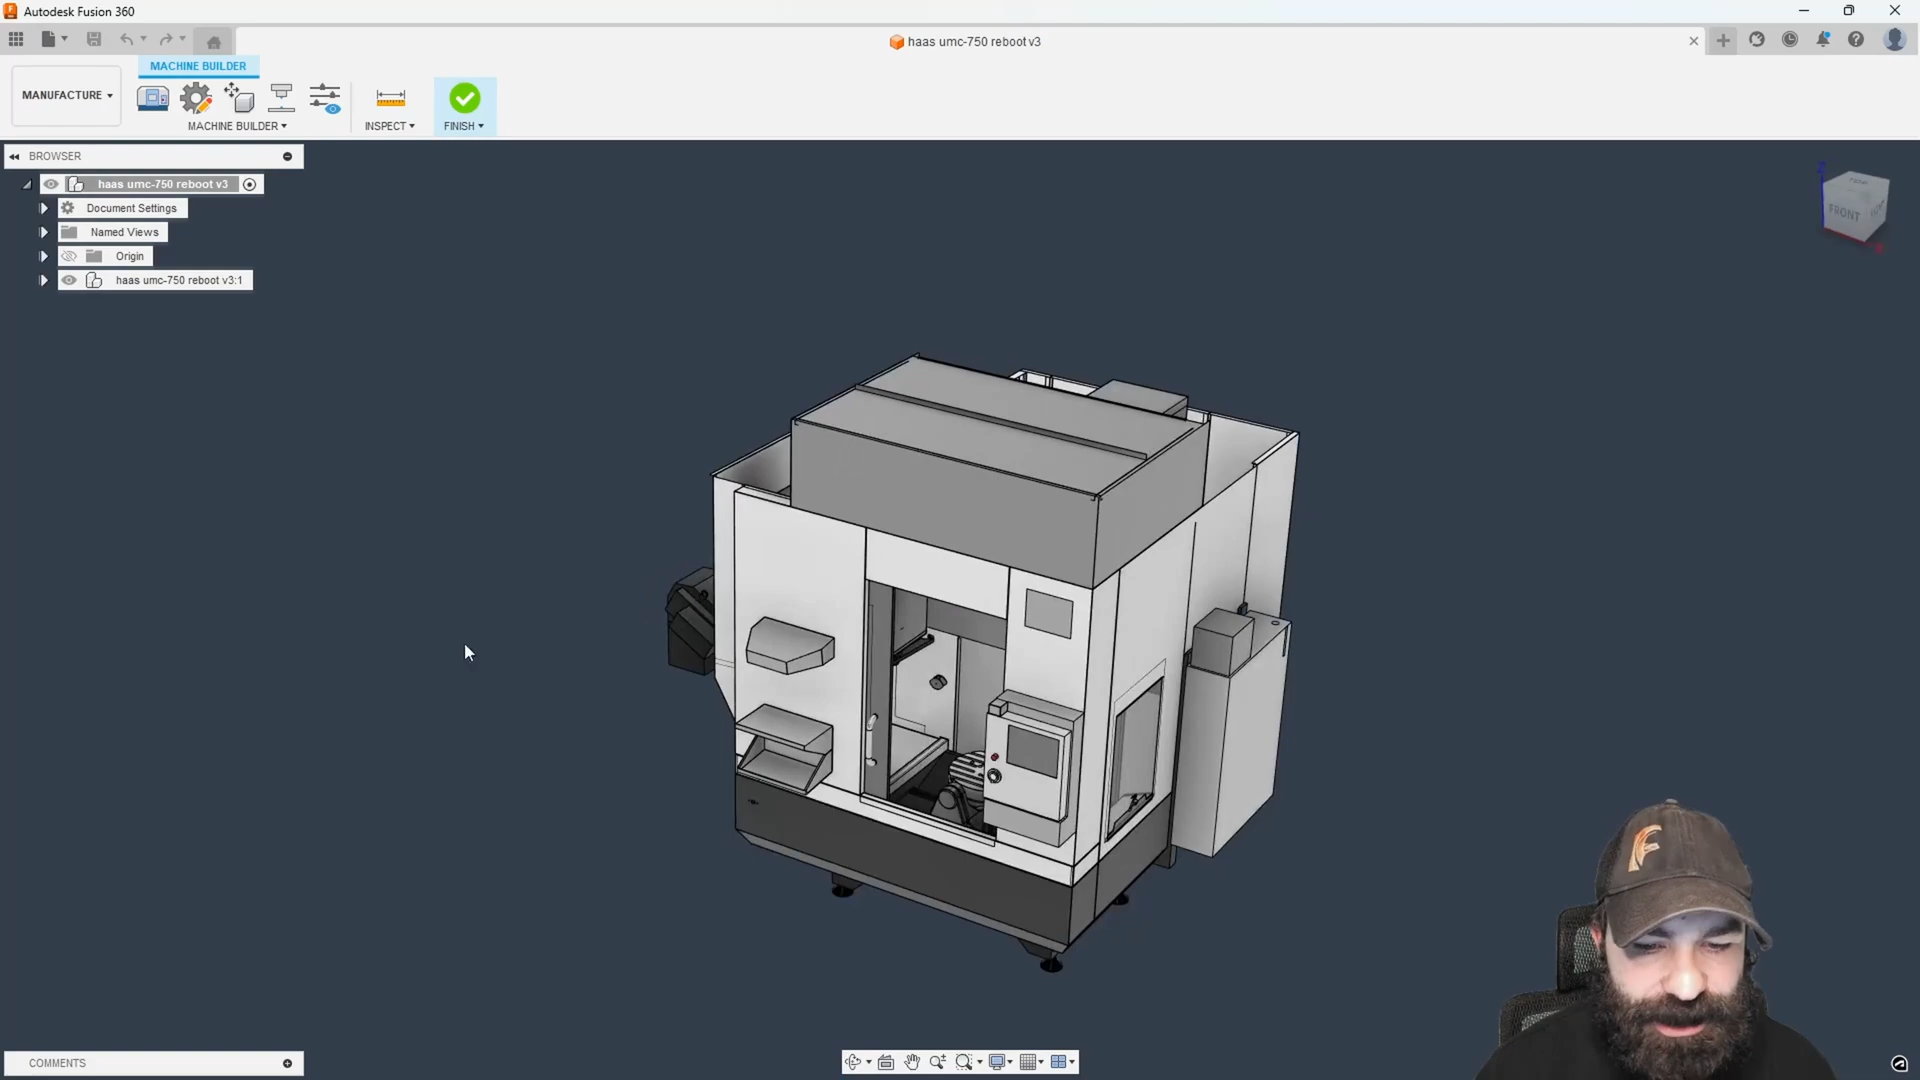 Autodesk Fusion 360
haas umc-750 reboot v3
MACHINE BUILDER
MANUFACTURE
MACHINE BUILDER
INSPECT
FINISH
BROWSER
haas umc-750 reboot v3
Document Settings
Named Views
Origin
haas umc-750 reboot v3:1
FRONT
COMMENTS